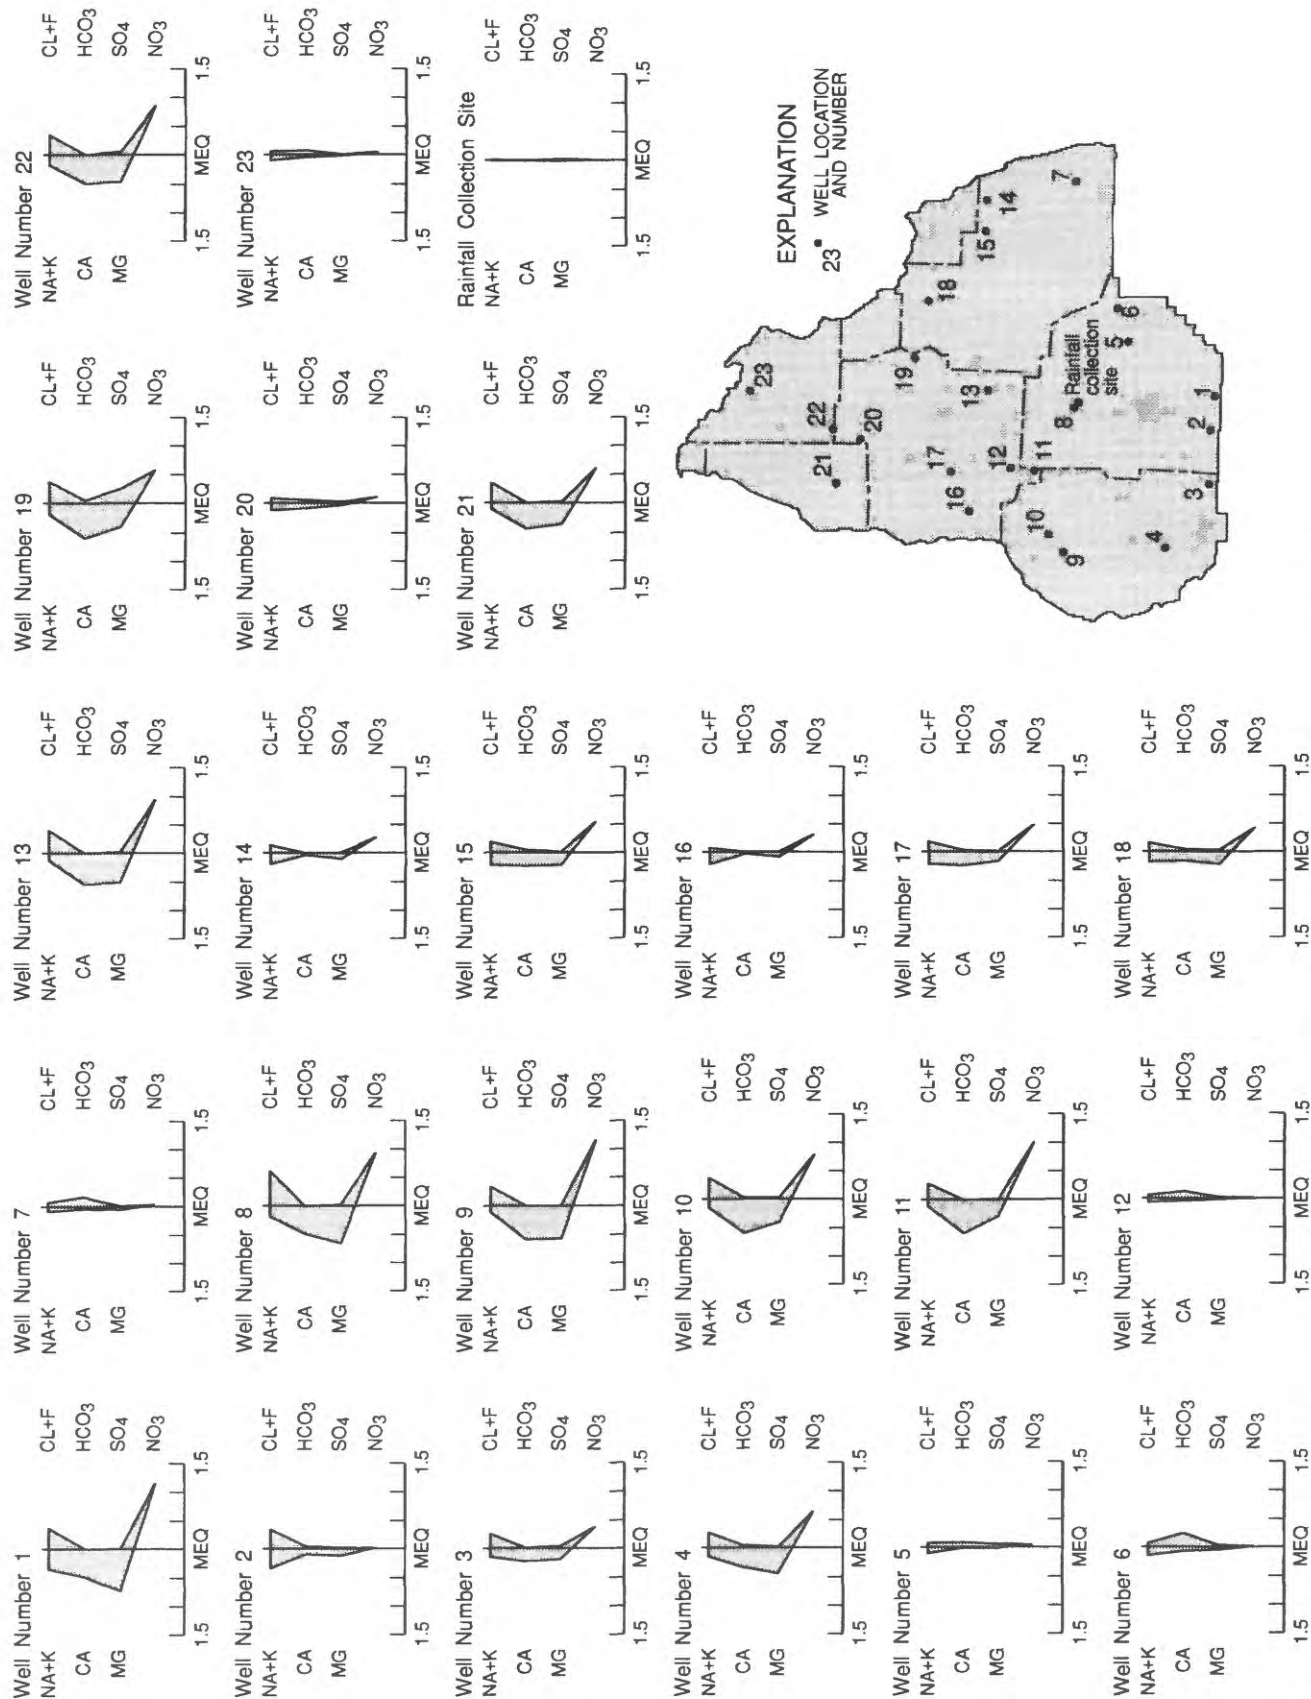 Well Number 1
NA+K CL+F
CA HCO3
MG SO4
NO3
1.5 MEQ 1.5
Well Number 2
NA+K CL+F
CA HCO3
MG SO4
NO3
1.5 MEQ 1.5
Well Number 3
NA+K CL+F
CA HCO3
MG SO4
NO3
1.5 MEQ 1.5
Well Number 4
NA+K CL+F
CA HCO3
MG SO4
NO3
1.5 MEQ 1.5
Well Number 5
NA+K CL+F
CA HCO3
MG SO4
NO3
1.5 MEQ 1.5
Well Number 6
NA+K CL+F
CA HCO3
MG SO4
NO3
1.5 MEQ 1.5
Well Number 7
NA+K CL+F
CA HCO3
MG SO4
NO3
1.5 MEQ 1.5
Well Number 8
NA+K CL+F
CA HCO3
MG SO4
NO3
1.5 MEQ 1.5
Well Number 9
NA+K CL+F
CA HCO3
MG SO4
NO3
1.5 MEQ 1.5
Well Number 10
NA+K CL+F
CA HCO3
MG SO4
NO3
1.5 MEQ 1.5
Well Number 11
NA+K CL+F
CA HCO3
MG SO4
NO3
1.5 MEQ 1.5
Well Number 12
NA+K CL+F
CA HCO3
MG SO4
NO3
1.5 MEQ 1.5
Well Number 13
NA+K CL+F
CA HCO3
MG SO4
NO3
1.5 MEQ 1.5
Well Number 14
NA+K CL+F
CA HCO3
MG SO4
NO3
1.5 MEQ 1.5
Well Number 15
NA+K CL+F
CA HCO3
MG SO4
NO3
1.5 MEQ 1.5
Well Number 16
NA+K CL+F
CA HCO3
MG SO4
NO3
1.5 MEQ 1.5
Well Number 17
NA+K CL+F
CA HCO3
MG SO4
NO3
1.5 MEQ 1.5
Well Number 18
NA+K CL+F
CA HCO3
MG SO4
NO3
1.5 MEQ 1.5
Well Number 19
NA+K CL+F
CA HCO3
MG SO4
NO3
1.5 MEQ 1.5
Well Number 20
NA+K CL+F
CA HCO3
MG SO4
NO3
1.5 MEQ 1.5
Well Number 21
NA+K CL+F
CA HCO3
MG SO4
NO3
1.5 MEQ 1.5
Well Number 22
NA+K CL+F
CA HCO3
MG SO4
NO3
1.5 MEQ 1.5
Well Number 23
NA+K CL+F
CA HCO3
MG SO4
NO3
1.5 MEQ 1.5
Rainfall Collection Site
NA+K CL+F
CA HCO3
MG SO4
NO3
1.5 MEQ 1.5
EXPLANATION
23 WELL LOCATION
AND NUMBER
23
21 22
20
19 18
16 17 13
12 15 14
10 11
9
8 Rainfall
collection
site
7
6
5
4
3 2 1